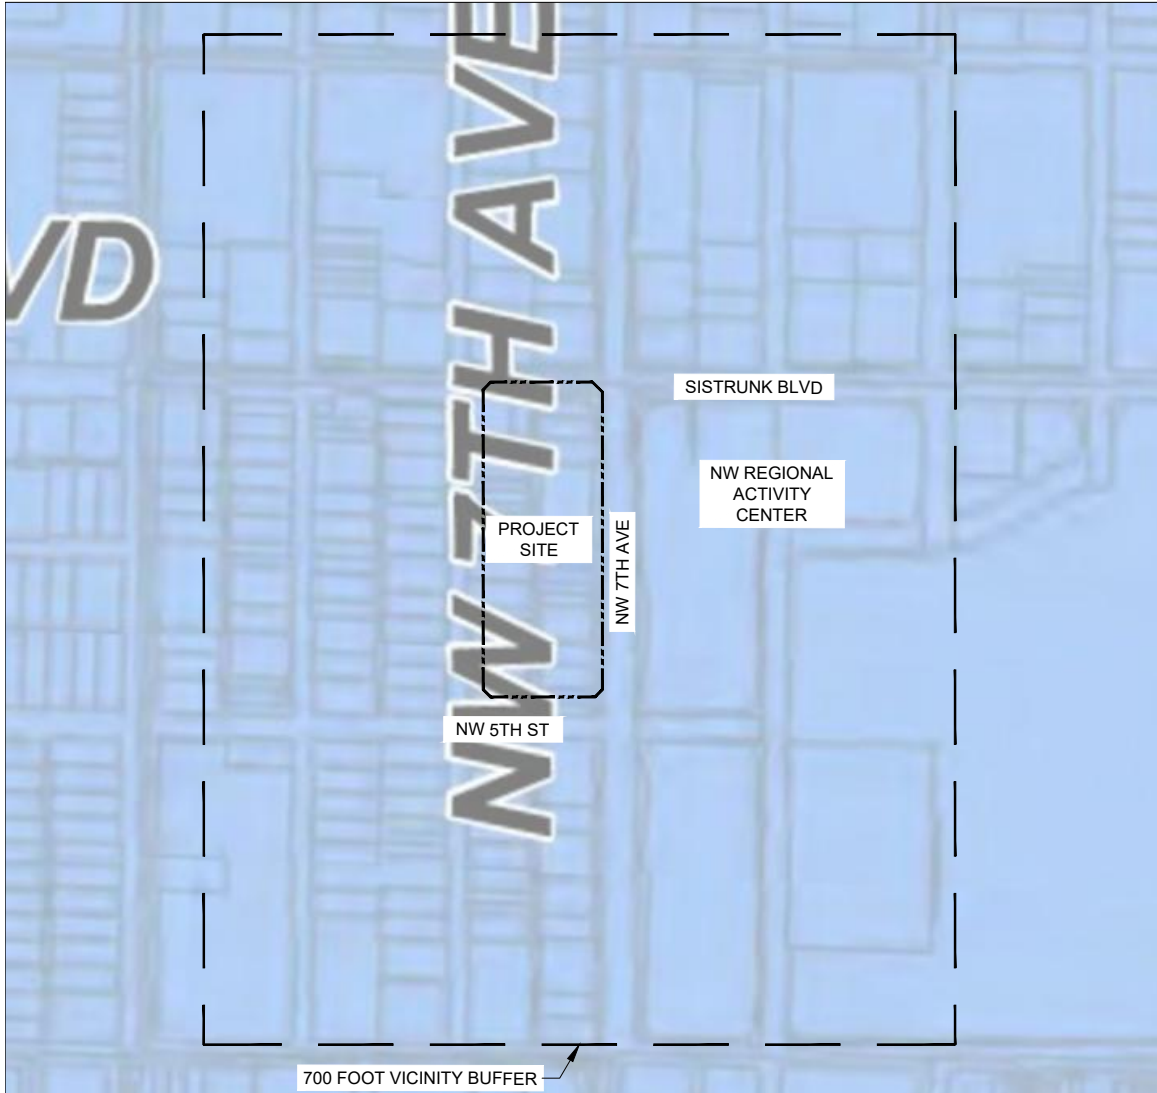 NW 7TH AVE
VD
SISTRUNK BLVD
NW REGIONAL
ACTIVITY
CENTER
PROJECT
SITE
NW 7TH AVE
NW 5TH ST
700 FOOT VICINITY BUFFER